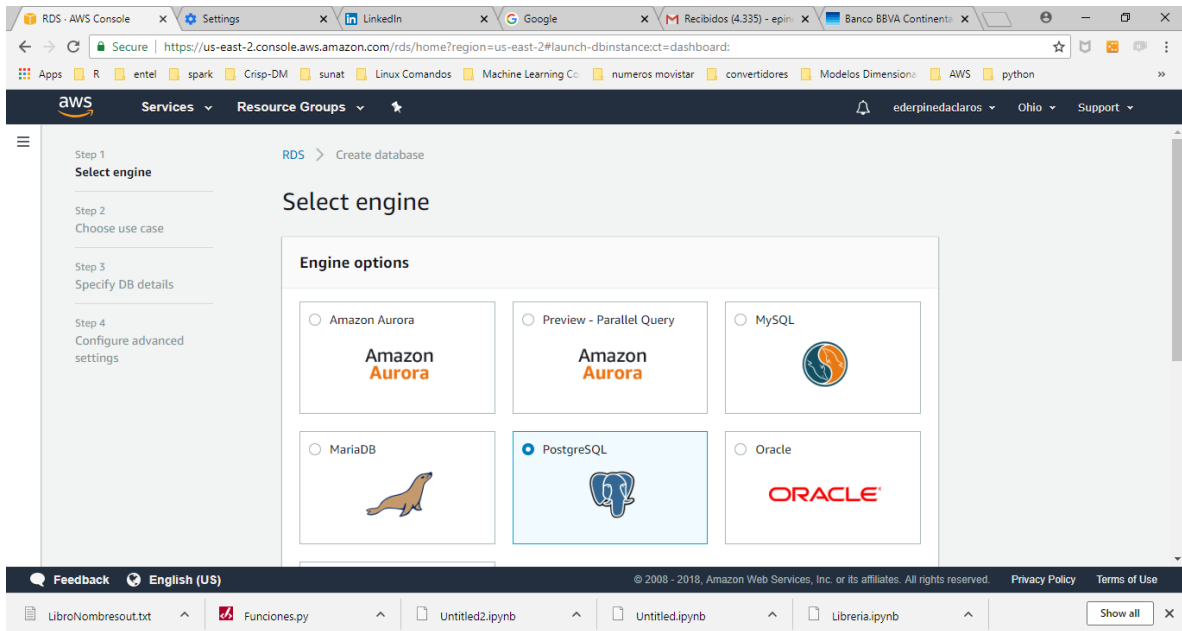 RDS · AWS Console
Settings
LinkedIn
Google
Recibidos (4.335) - epin
Banco BBVA Continenta
Secure | https://us-east-2.console.aws.amazon.com/rds/home?region=us-east-2#launch-dbinstance:ct=dashboard:
Apps R entel spark Crisp-DM sunat Linux Comandos Machine Learning Co numeros movistar convertidores Modelos Dimensiona AWS python »
aws Services Resource Groups ederpinedaclaros Ohio Support
Step 1
Select engine
Step 2
Choose use case
Step 3
Specify DB details
Step 4
Configure advanced
settings
RDS > Create database
Select engine
Engine options
Amazon Aurora
Amazon
Aurora
Preview - Parallel Query
Amazon
Aurora
MySQL
MariaDB
PostgreSQL
Oracle
ORACLE
Feedback English (US) © 2008 - 2018, Amazon Web Services, Inc. or its affiliates. All rights reserved. Privacy Policy Terms of Use
LibroNombresout.txt Funciones.py Untitled2.ipynb Untitled.ipynb Libreria.ipynb Show all